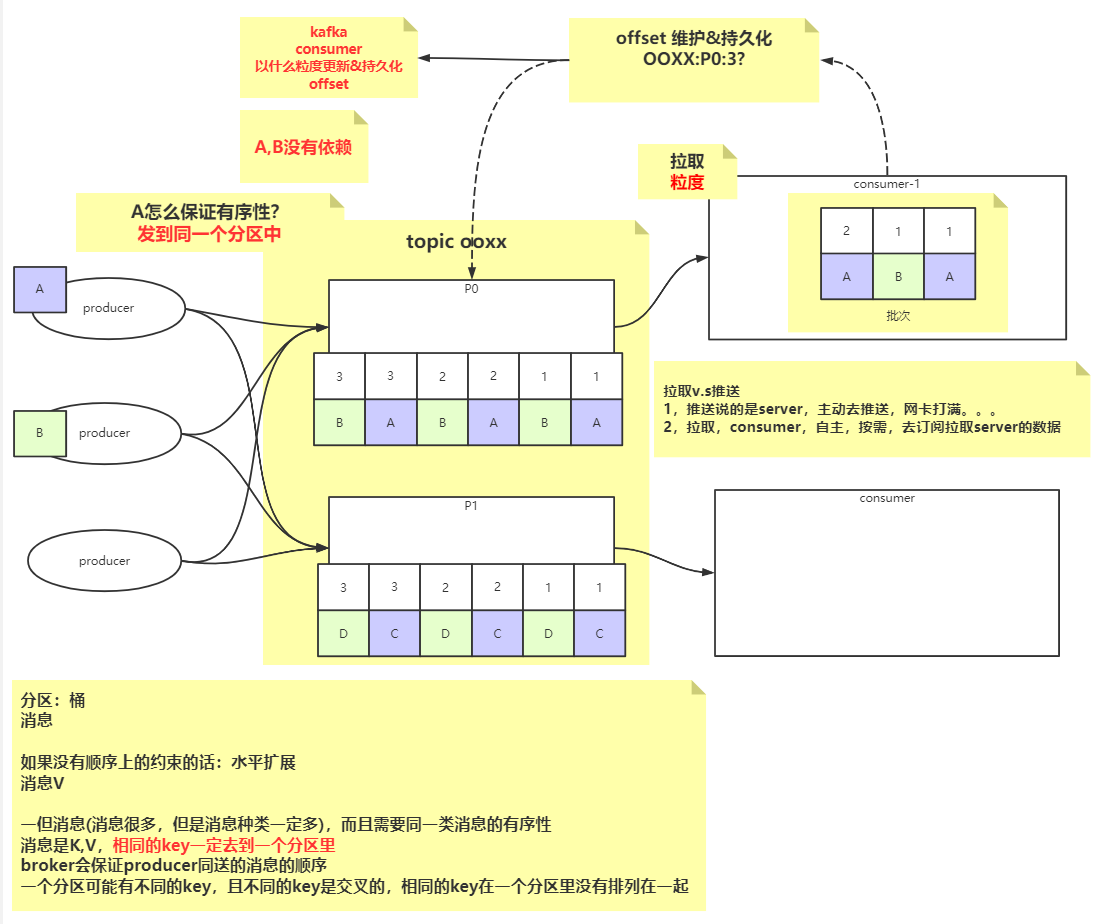 kafka
consumer
以什么粒度更新&持久化
offset
offset 维护&持久化
OOXX:P0:3?
A,B没有依赖
拉取
粒度
consumer-1
2 1 1
A B A
批次
A怎么保证有序性?
发到同一个分区中
topic ooxx
A
producer
B
producer
producer
P0
3 3 2 2 1 1
B A B A B A
拉取v.s推送
1，推送说的是server，主动去推送，网卡打满。。。
2，拉取，consumer，自主，按需，去订阅拉取server的数据
P1
3 3 2 2 1 1
D C D C D C
consumer
分区：桶
消息
如果没有顺序上的约束的话：水平扩展
消息V
一但消息(消息很多，但是消息种类一定多)，而且需要同一类消息的有序性
消息是K,V，相同的key一定去到一个分区里
broker会保证producer同送的消息的顺序
一个分区可能有不同的key，且不同的key是交叉的，相同的key在一个分区里没有排列在一起